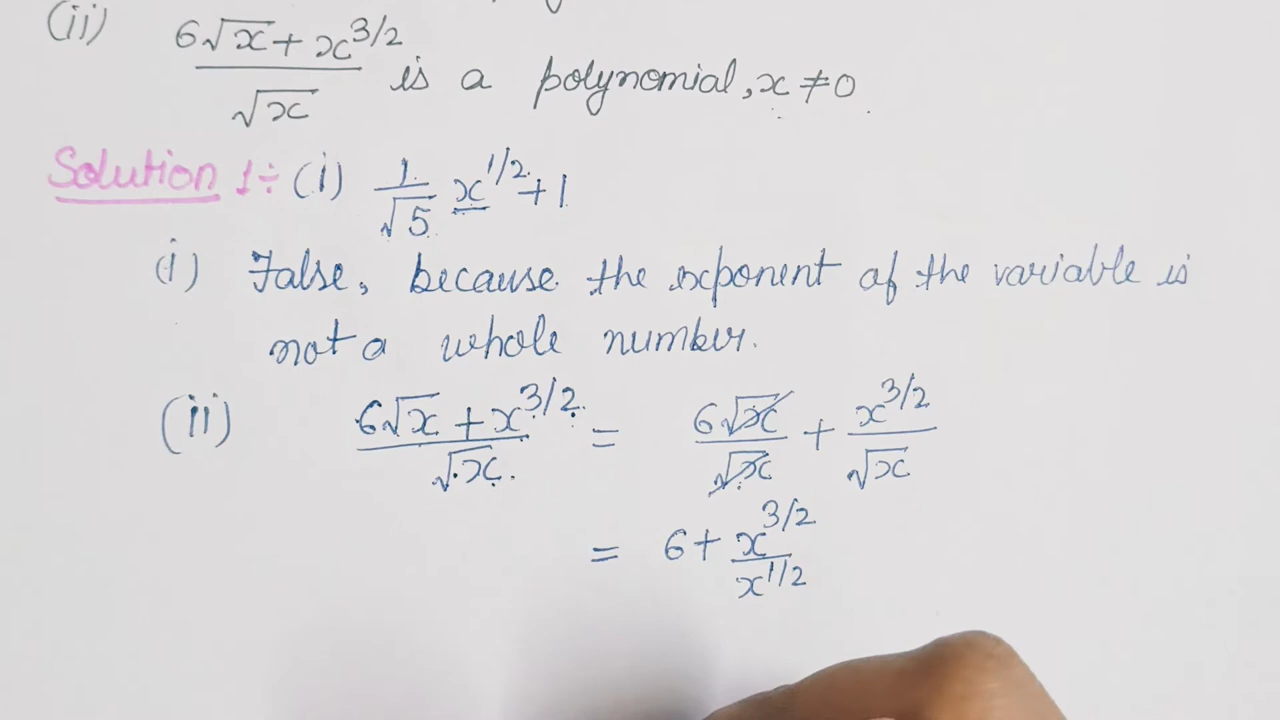 (ii) 6√x + x^3/2 / √x is a polynomial, x ≠ 0
Solution 1÷ (i) 1/√5 x^1/2 + 1
(i) False, because the exponent of the variable is
not a whole number.
(ii) 6√x + x^3/2 / √x = 6√x / √x + x^3/2 / √x
= 6 + x^3/2 / x^1/2